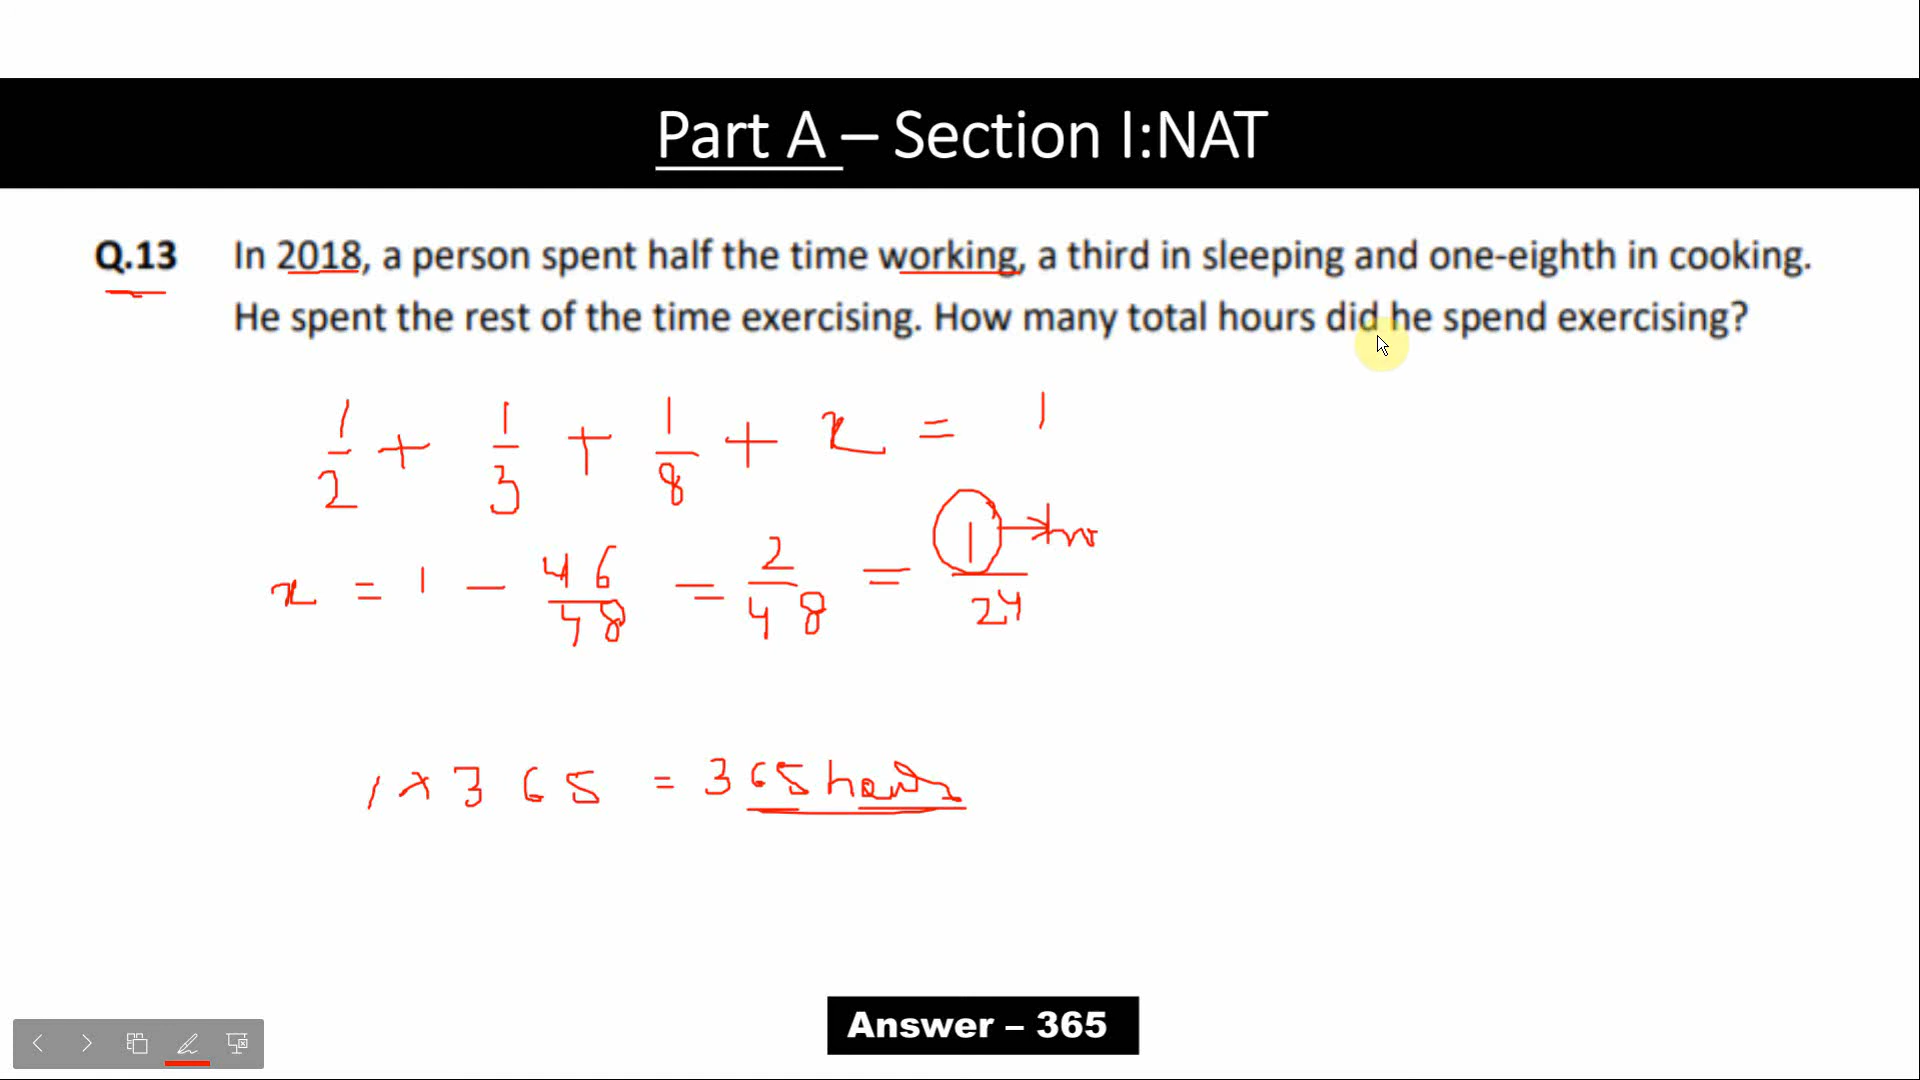 Part A – Section I:NAT
Q.13 In 2018, a person spent half the time working, a third in sleeping and one-eighth in cooking.
He spent the rest of the time exercising. How many total hours did he spend exercising?
1/2 + 1/3 + 1/8 + x = 1
x = 1 - 46/48 = 2/48 = 1/24 → hr
1 × 365 = 365 hours
Answer – 365